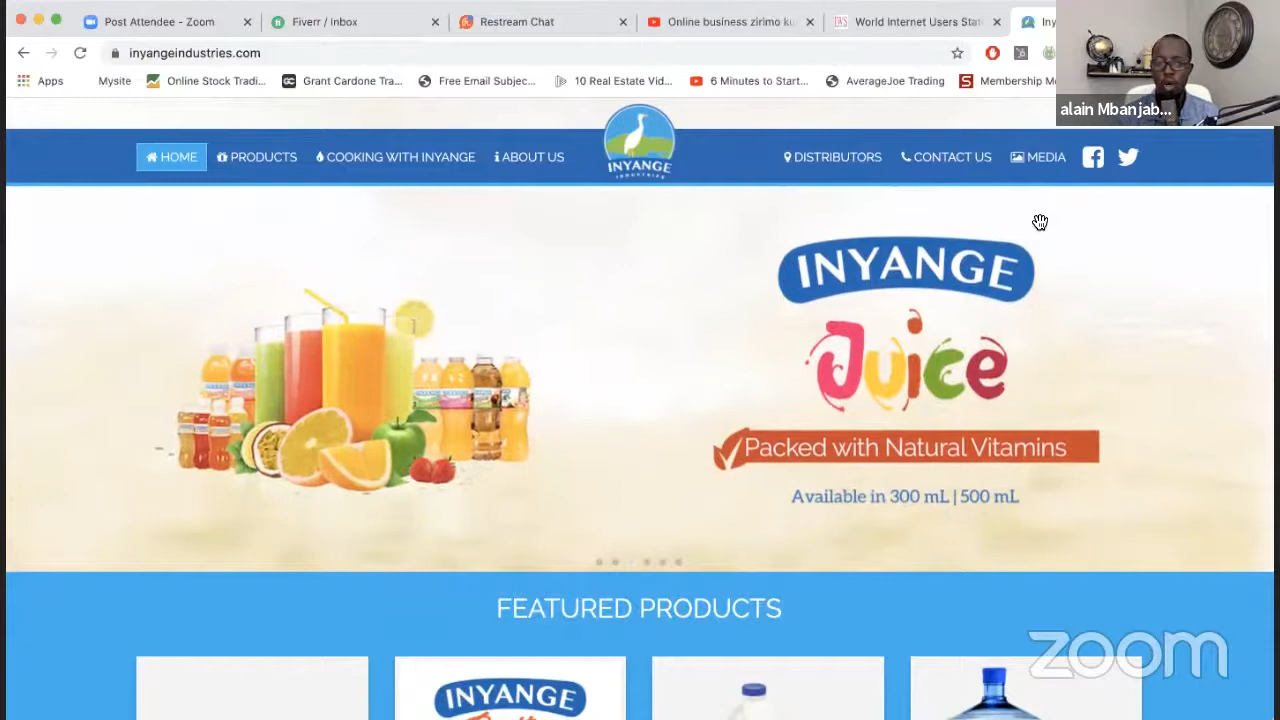 Post Attendee - Zoom
Fiverr / Inbox
Restream Chat
Online business zirimo ku
World Internet Users Stat
Iny
inyangeindustries.com
Apps
Mysite
Online Stock Tradi...
Grant Cardone Tra...
Free Email Subjec...
10 Real Estate Vid...
6 Minutes to Start...
AverageJoe Trading
Membership Me
alain Mbanjab...
HOME
PRODUCTS
COOKING WITH INYANGE
ABOUT US
INYANGE
INDUSTRIES
DISTRIBUTORS
CONTACT US
MEDIA
INYANGE
Juice
Packed with Natural Vitamins
Available in 300 mL | 500 mL
FEATURED PRODUCTS
INYANGE
zoom